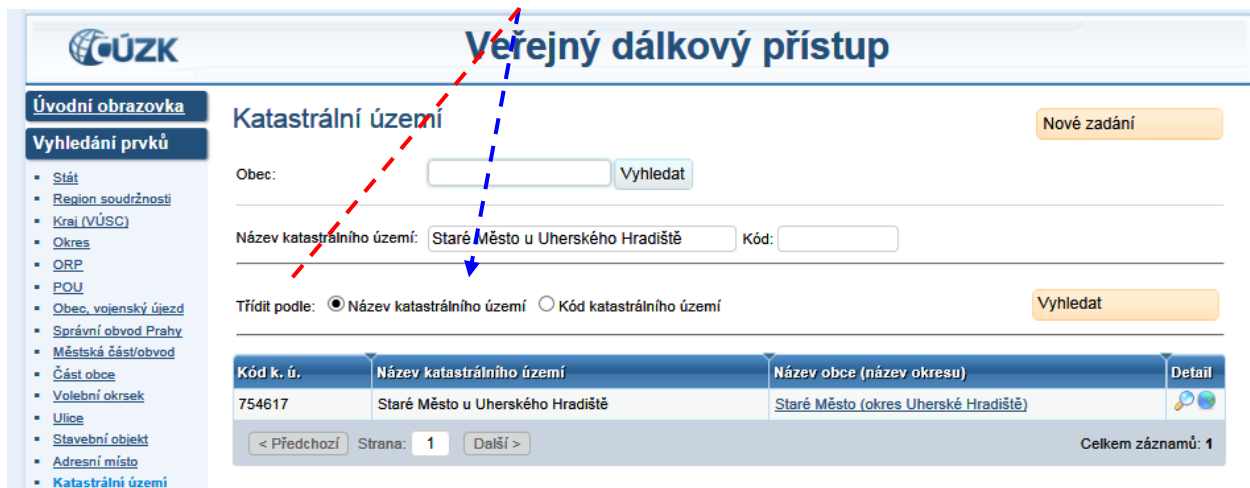 ČÚZK
Veřejný dálkový přístup
Úvodní obrazovka
Vyhledání prvků
Stát
Region soudržnosti
Kraj (VÚSC)
Okres
ORP
POU
Obec, vojenský újezd
Správní obvod Prahy
Městská část/obvod
Část obce
Volební okrsek
Ulice
Stavební objekt
Adresní místo
Katastrální území
Katastrální území
Nové zadání
Obec: Vyhledat
Název katastrálního území: Staré Město u Uherského Hradiště Kód:
Třídit podle: Název katastrálního území Kód katastrálního území Vyhledat
Kód k. ú. Název katastrálního území Název obce (název okresu) Detail
754617 Staré Město u Uherského Hradiště Staré Město (okres Uherské Hradiště)
< Předchozí Strana: 1 Další > Celkem záznamů: 1